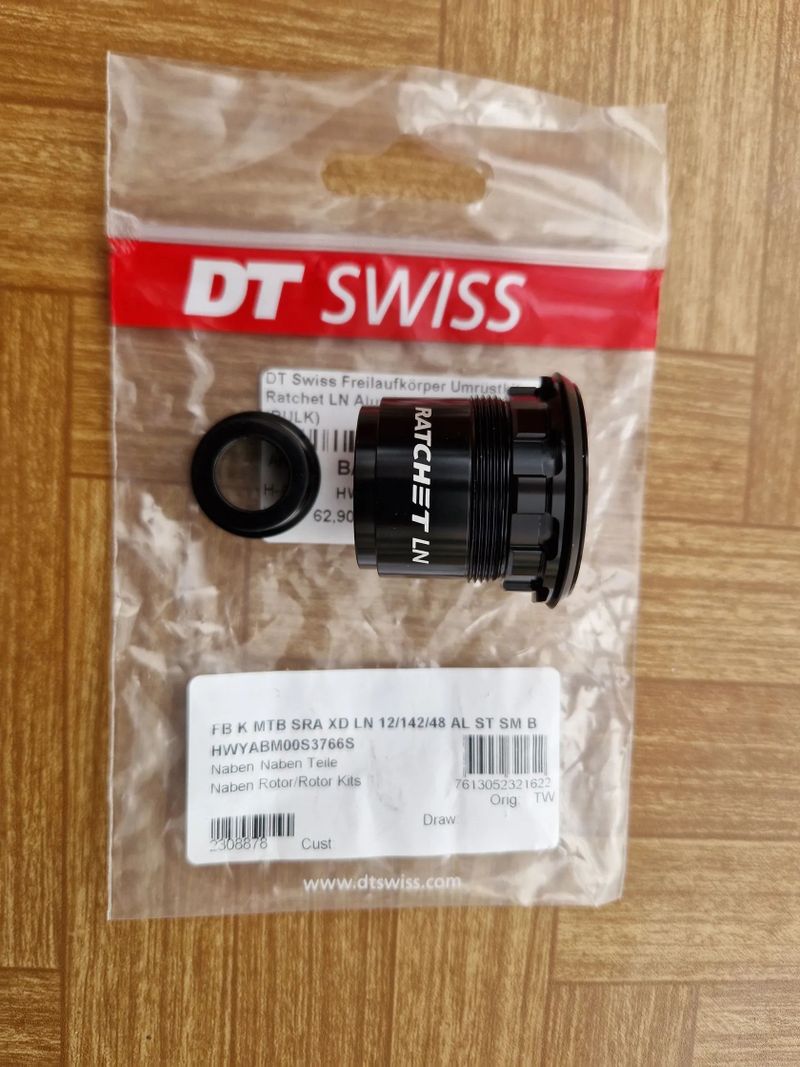 DT SWISS
DT Swiss Freilaufkörper Umrust
Ratchet LN Alu
62,90
RATCHET LN
FB K MTB SRA XD LN 12/142/48 AL ST SM B
HWYABM00S3766S
Naben Naben Teile
Naben Rotor/Rotor Kits
7613052321622
Orig. TW
Draw:
2308878 Cust
www.dtswiss.com